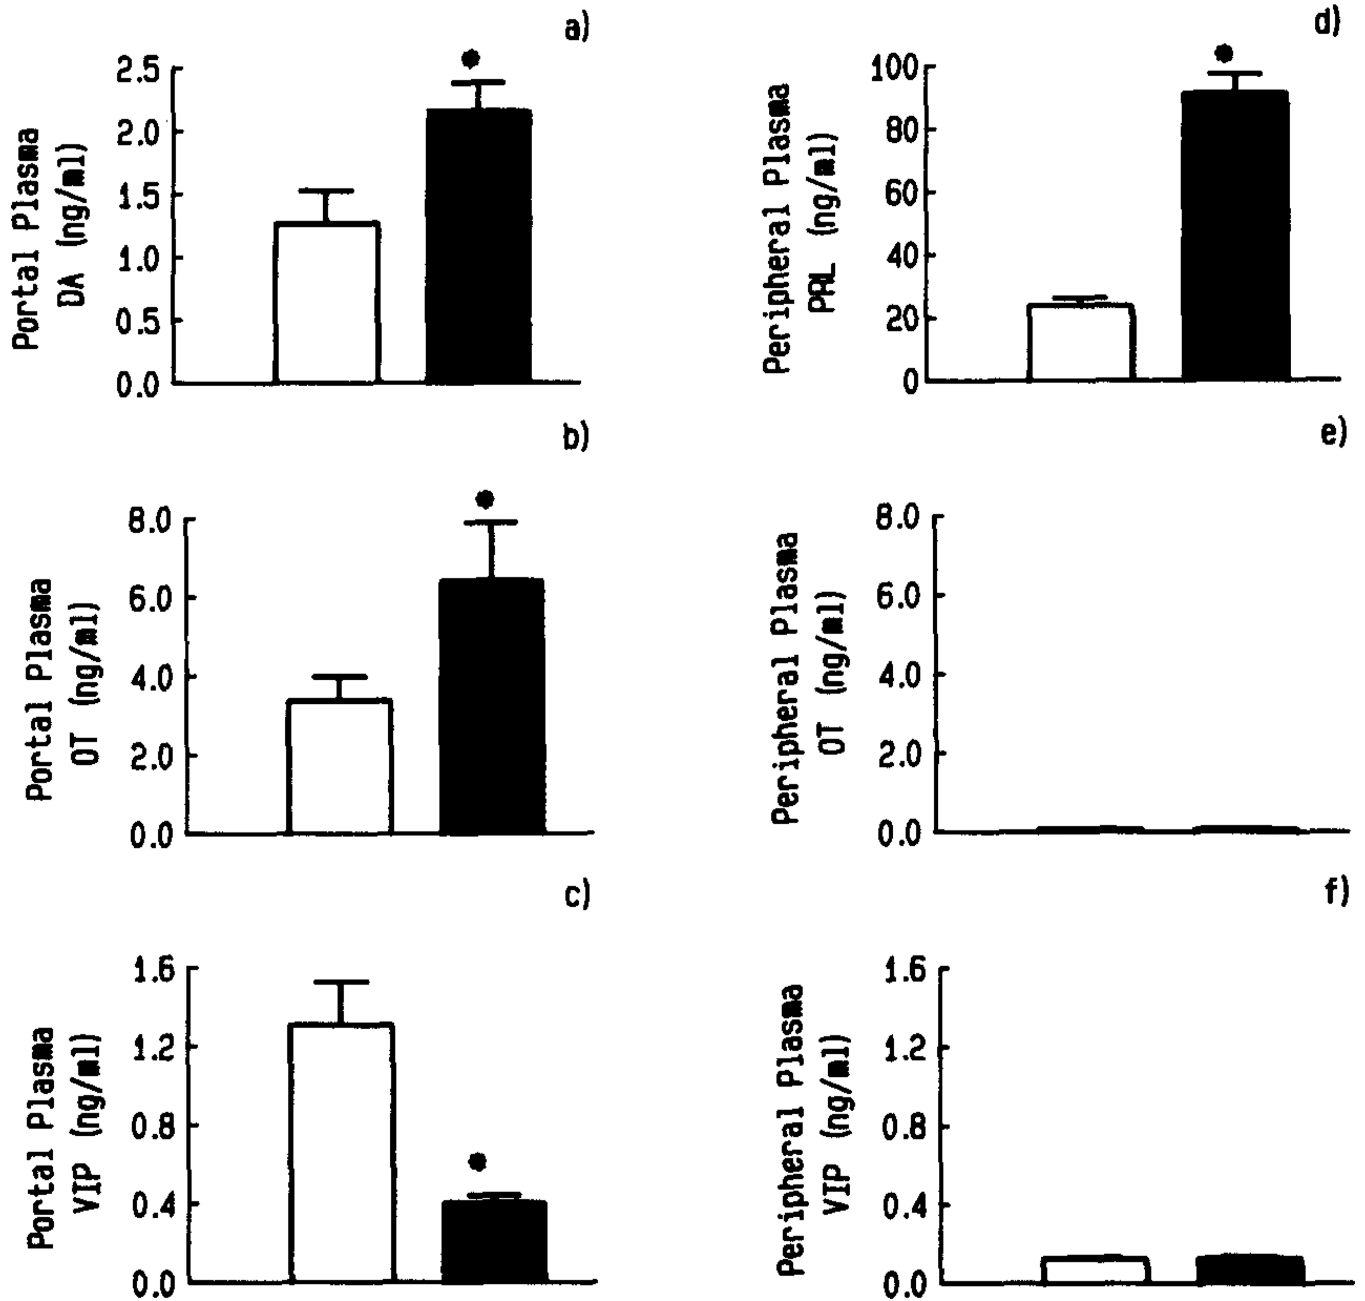 a)
Portal Plasma
DA (ng/ml)
2.5
2.0
1.5
1.0
0.5
0.0
*
d)
Peripheral Plasma
PRL (ng/ml)
100
80
60
40
20
0
*
b)
Portal Plasma
OT (ng/ml)
8.0
6.0
4.0
2.0
0.0
*
e)
Peripheral Plasma
OT (ng/ml)
8.0
6.0
4.0
2.0
0.0
c)
Portal Plasma
VIP (ng/ml)
1.6
1.2
0.8
0.4
0.0
*
f)
Peripheral Plasma
VIP (ng/ml)
1.6
1.2
0.8
0.4
0.0